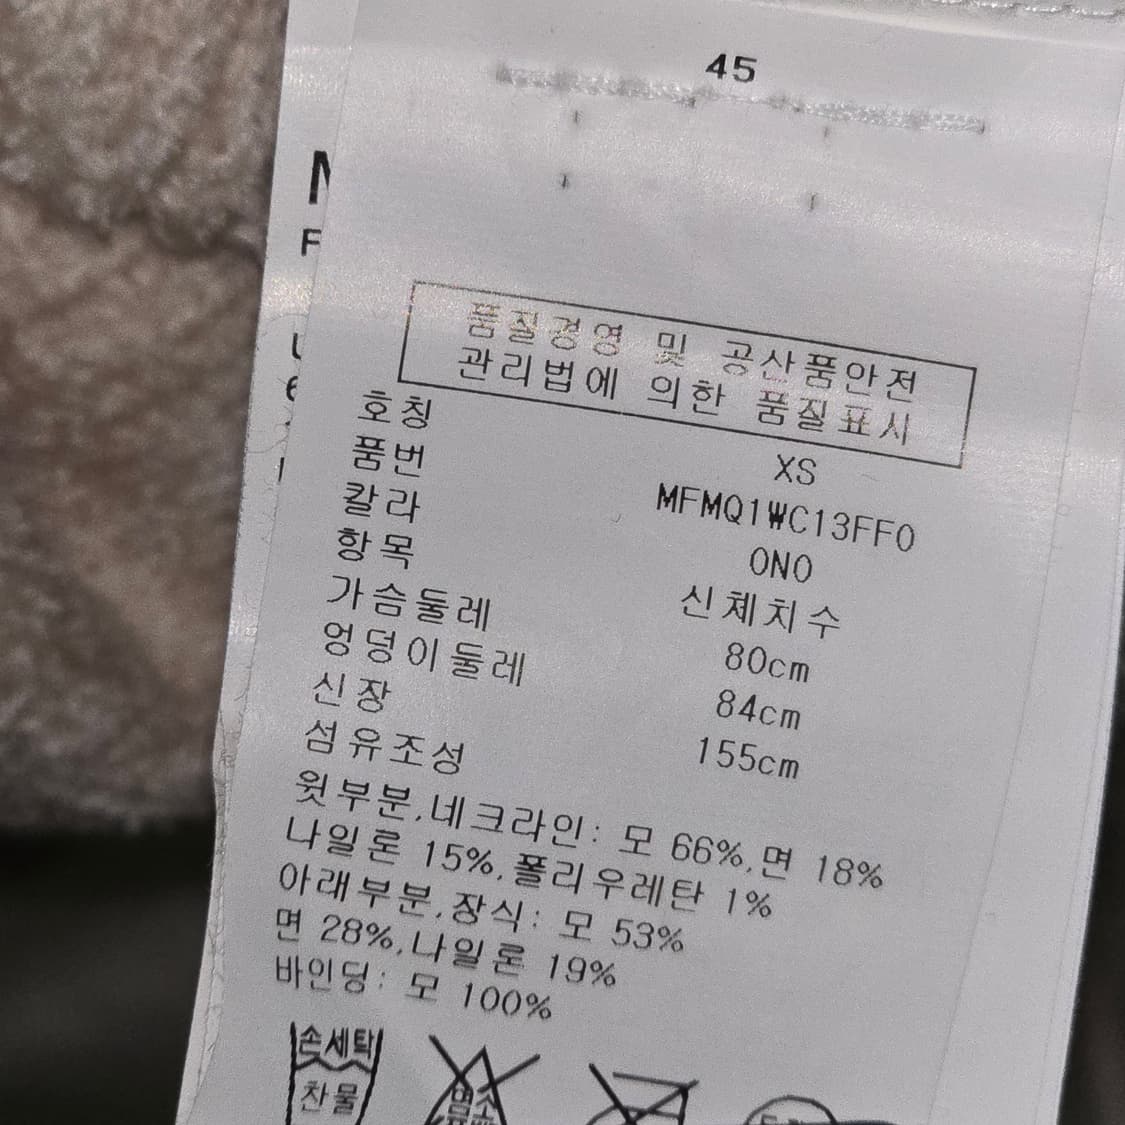 45
품질경영 및 공산품안전
관리법에 의한 품질표시
호칭 XS
품번 MFMQ1₩C13FF0
칼라 0N0
항목 신체치수
가슴둘레 80cm
엉덩이둘레 84cm
신장 155cm
섬유조성
윗부분,네크라인: 모 66%,면 18%
나일론 15%,폴리우레탄 1%
아래부분,장식: 모 53%
면 28%,나일론 19%
바인딩: 모 100%
손세탁
찬물
염소